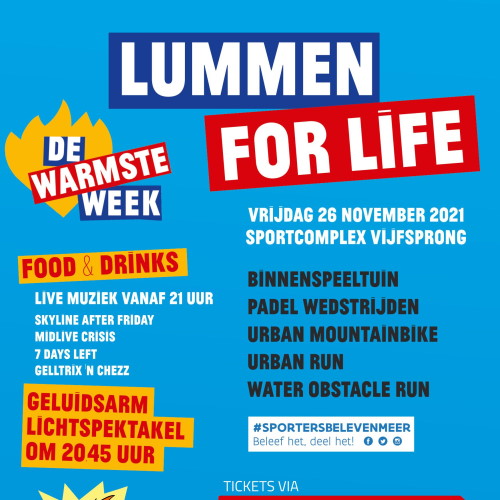 LUMMEN
FOR LIFE
DE
WARMSTE
WEEK
VRIJDAG 26 NOVEMBER 2021
SPORTCOMPLEX VIJFSPRONG
FOOD & DRINKS
LIVE MUZIEK VANAF 21 UUR
SKYLINE AFTER FRIDAY
MIDLIVE CRISIS
7 DAYS LEFT
GELLTRIX 'N CHEZZ
GELUIDSARM
LICHTSPEKTAKEL
OM 20 45 UUR
BINNENSPEELTUIN
PADEL WEDSTRIJDEN
URBAN MOUNTAINBIKE
URBAN RUN
WATER OBSTACLE RUN
#SPORTERSBELEVENMEER
Beleef het, deel het!
TICKETS VIA